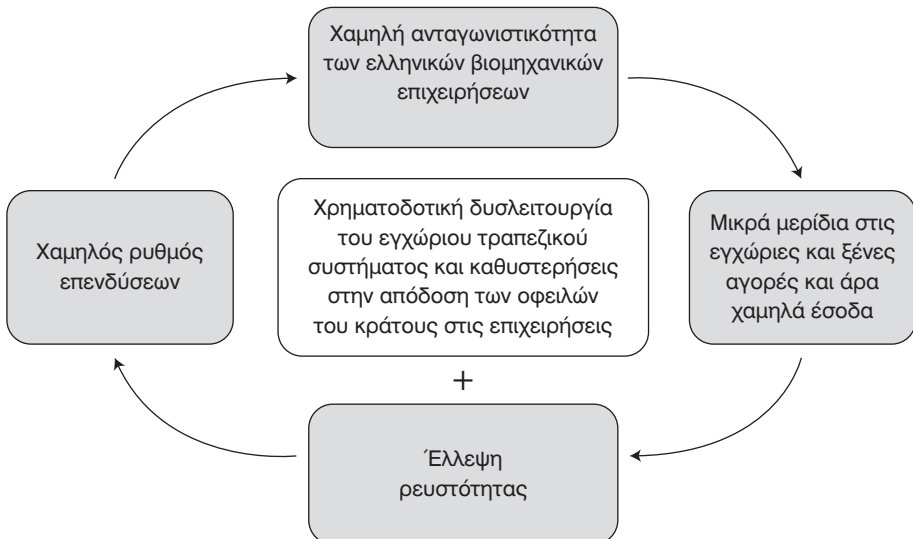 Χαμηλή ανταγωνιστικότητα
των ελληνικών βιομηχανικών
επιχειρήσεων
Χαμηλός ρυθμός
επενδύσεων
Χρηματοδοτική δυσλειτουργία
του εγχώριου τραπεζικού
συστήματος και καθυστερήσεις
στην απόδοση των οφειλών
του κράτους στις επιχειρήσεις
Μικρά μερίδια στις
εγχώριες και ξένες
αγορές και άρα
χαμηλά έσοδα
+
Έλλεψη
ρευστότητας